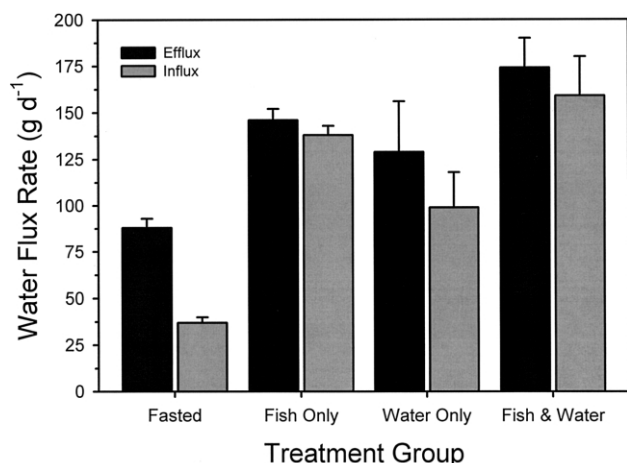 200
175
150
125
100
75
50
25
0
Water Flux Rate (g d⁻¹)
Efflux
Influx
Fasted
Fish Only
Water Only
Fish & Water
Treatment Group